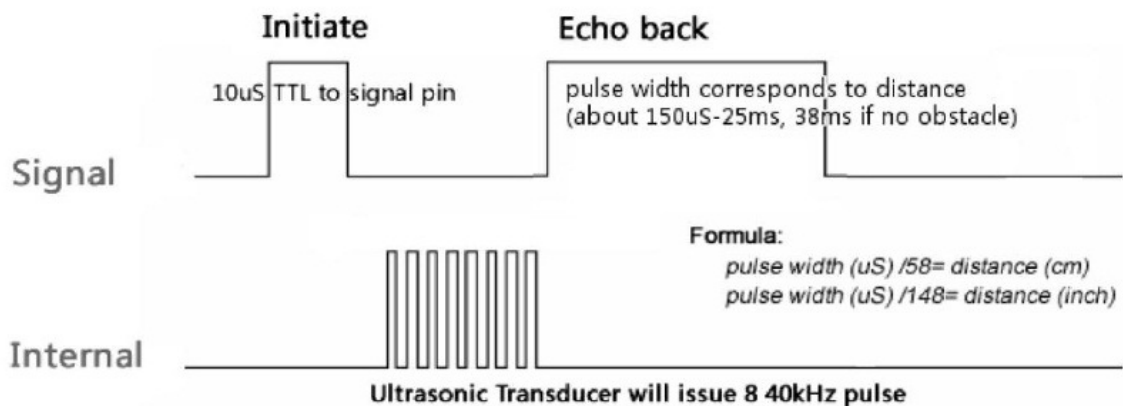 Initiate
Echo back
10uS TTL to signal pin
pulse width corresponds to distance
(about 150uS-25ms, 38ms if no obstacle)
Signal
Formula:
pulse width (uS) /58= distance (cm)
pulse width (uS) /148= distance (inch)
Internal
Ultrasonic Transducer will issue 8 40kHz pulse